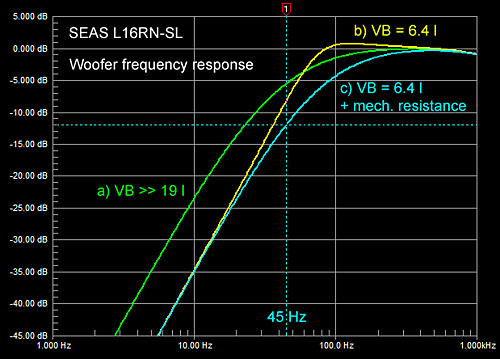 1
5.000 dB
0.000 dB
-5.000 dB
-10.00 dB
-15.00 dB
-20.00 dB
-25.00 dB
-30.00 dB
-35.00 dB
-40.00 dB
-45.00 dB
SEAS L16RN-SL
Woofer frequency response
b) VB = 6.4 l
c) VB = 6.4 l
+ mech. resistance
a) VB >> 19 l
45 Hz
1.000 Hz
10.00 Hz
100.0 Hz
1.000kHz